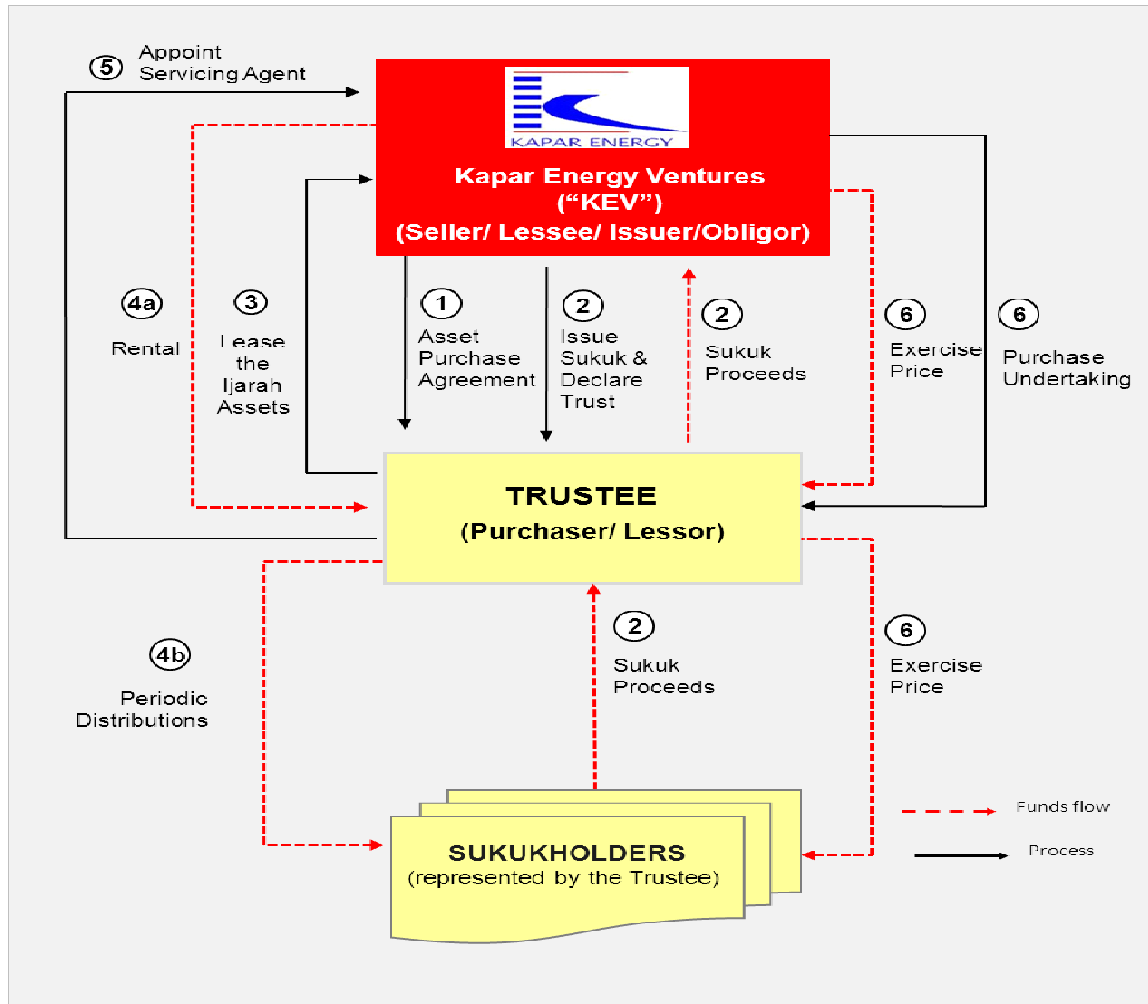 5
Appoint
Servicing Agent
KAPAR ENERGY
Kapar Energy Ventures
(“KEV”)
(Seller/ Lessee/ Issuer/Obligor)
4a
Rental
3
Lease
the
Ijarah
Assets
1
Asset
Purchase
Agreement
2
Issue
Sukuk &
Declare
Trust
2
Sukuk
Proceeds
6
Exercise
Price
6
Purchase
Undertaking
TRUSTEE
(Purchaser/ Lessor)
4b
Periodic
Distributions
2
Sukuk
Proceeds
6
Exercise
Price
SUKUKHOLDERS
(represented by the Trustee)
Funds flow
Process